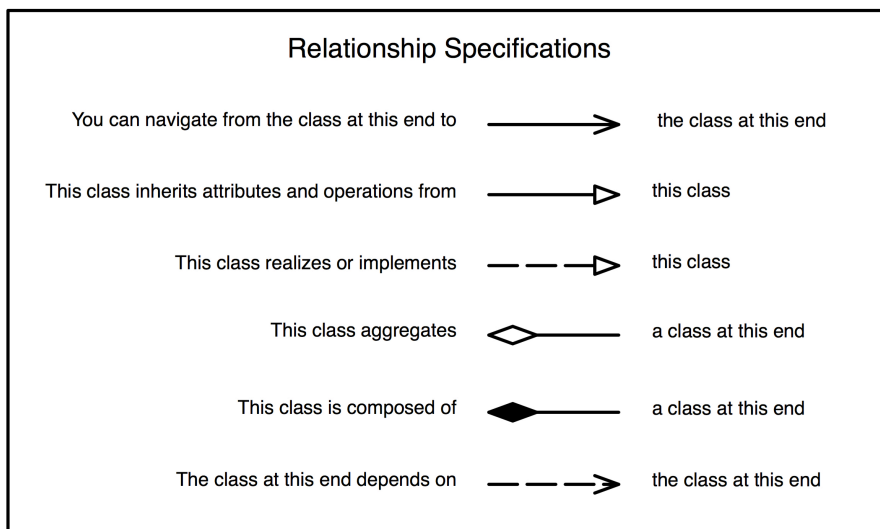 Relationship Specifications
You can navigate from the class at this end to the class at this end
This class inherits attributes and operations from this class
This class realizes or implements this class
This class aggregates a class at this end
This class is composed of a class at this end
The class at this end depends on the class at this end